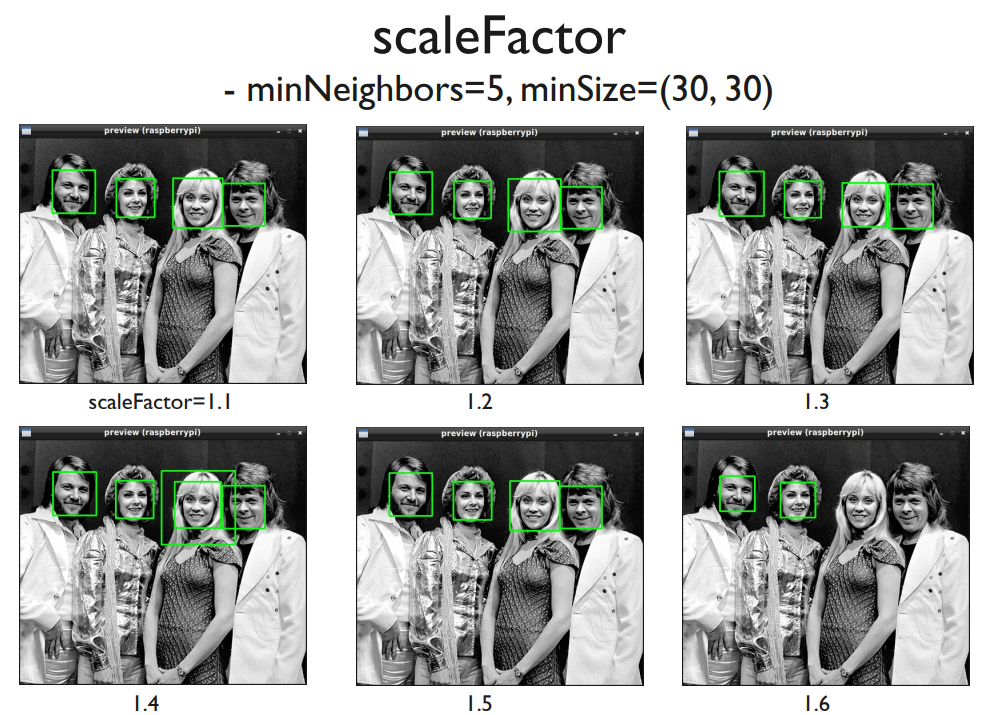 scaleFactor
- minNeighbors=5, minSize=(30, 30)
preview (raspberrypi)
preview (raspberrypi)
preview (raspberrypi)
scaleFactor=1.1
1.2
1.3
preview (raspberrypi)
preview (raspberrypi)
preview (raspberrypi)
1.4
1.5
1.6